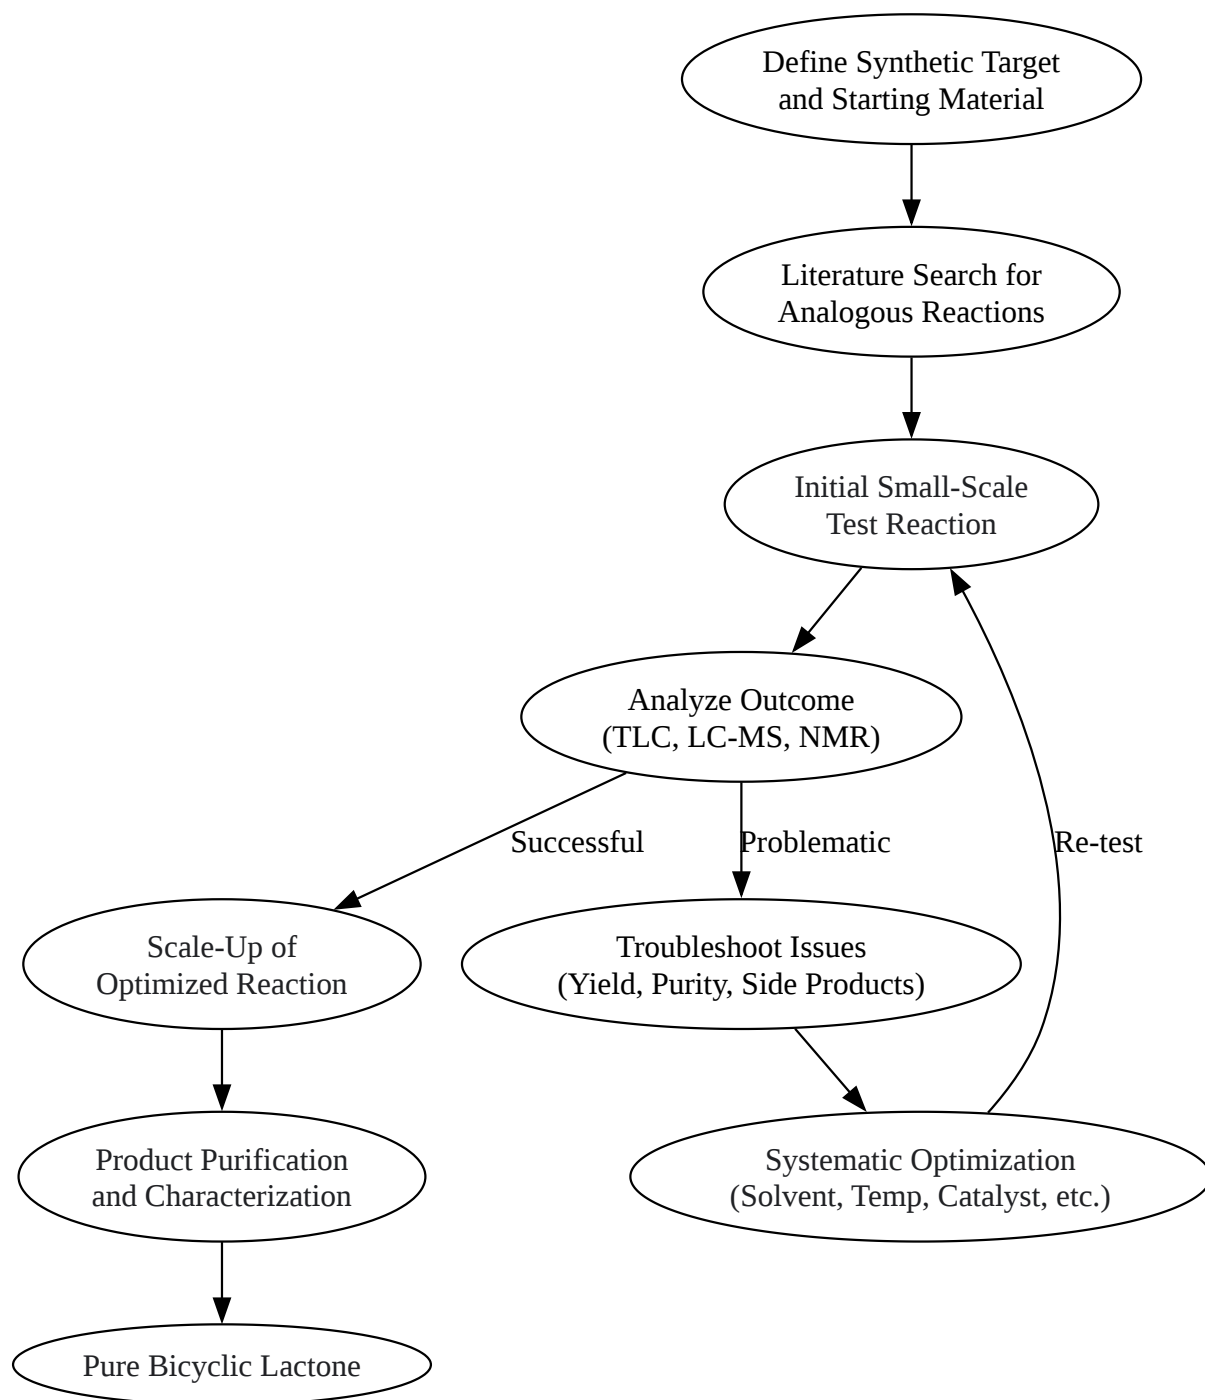 Define Synthetic Target
and Starting Material
Literature Search for
Analogous Reactions
Initial Small-Scale
Test Reaction
Analyze Outcome
(TLC, LC-MS, NMR)
Successful
Problematic
Re-test
Scale-Up of
Optimized Reaction
Troubleshoot Issues
(Yield, Purity, Side Products)
Product Purification
and Characterization
Systematic Optimization
(Solvent, Temp, Catalyst, etc.)
Pure Bicyclic Lactone